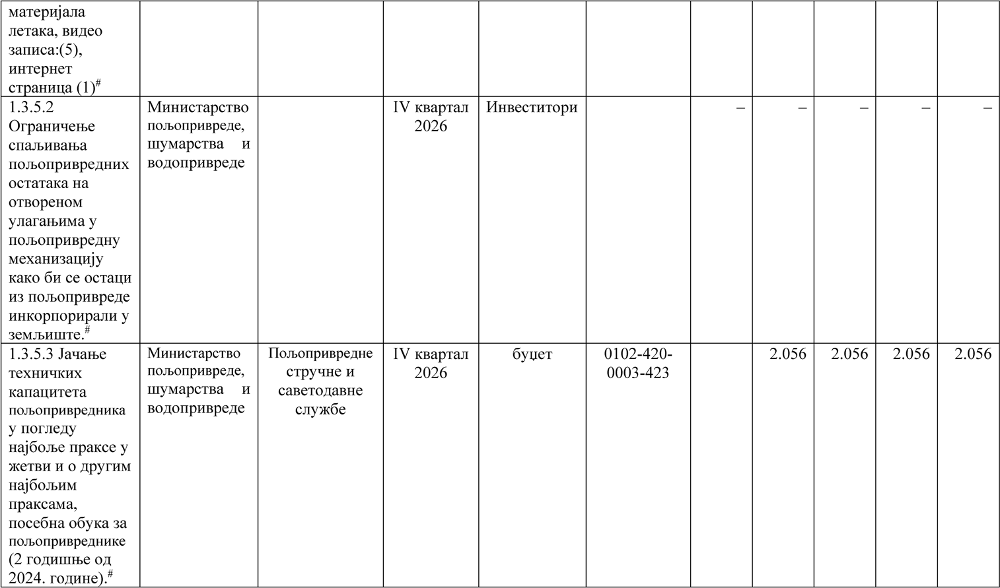 материјала
летака, видео
записа:(5),
интернет
страница (1)#
1.3.5.2
Ограничење
спаљивања
пољопривредних
остатака на
отвореном
улагањима у
пољопривредну
механизацију
како би се остаци
из пољопривреде
инкорпорирали у
земљиште.#
Министарство
пољопривреде,
шумарства и
водопривреде
IV квартал
2026
Инвеститори
– – – – –
1.3.5.3 Јачање
техничких
капацитета
пољопривредника
у погледу
најбоље праксе у
жетви и о другим
најбољим
праксама,
посебна обука за
пољопривреднике
(2 годишње од
2024. године).#
Министарство
пољопривреде,
шумарства и
водопривреде
Пољопривредне
стручне и
саветодавне
службе
IV квартал
2026
буџет
0102-420-
0003-423
2.056 2.056 2.056 2.056